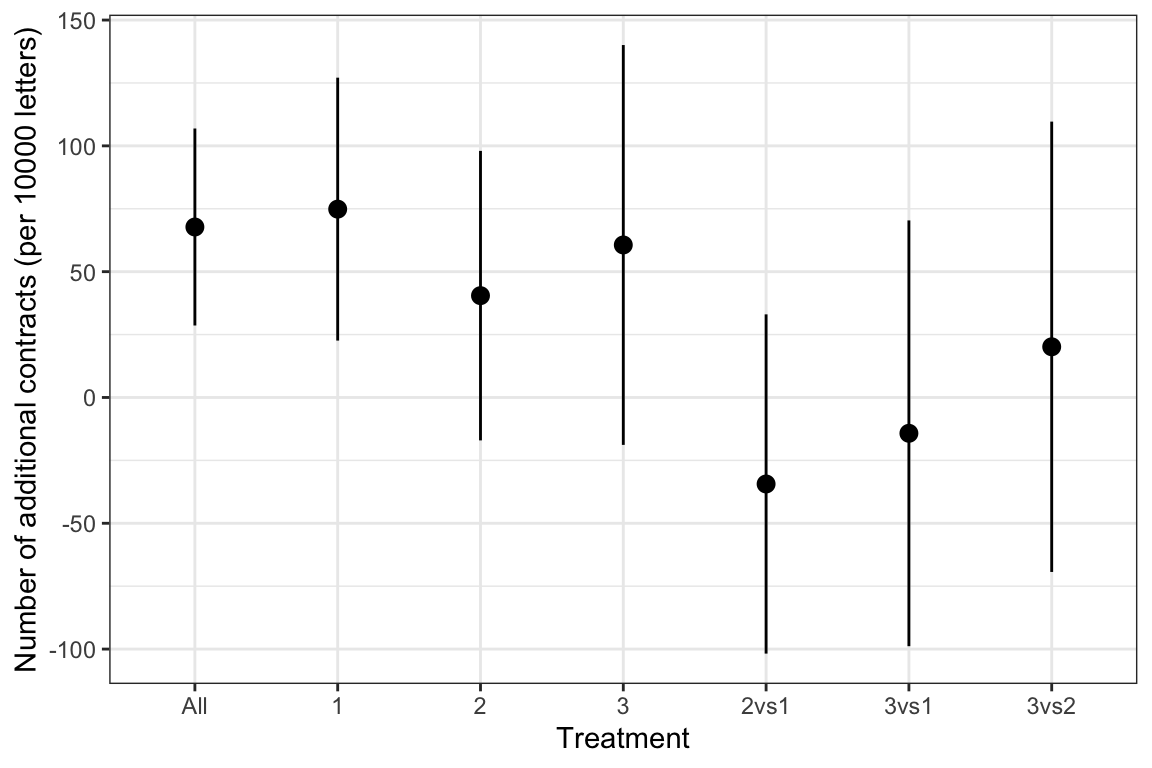 Number of additional contracts (per 10000 letters)
150
100
50
0
-50
-100
All 1 2 3 2vs1 3vs1 3vs2
Treatment